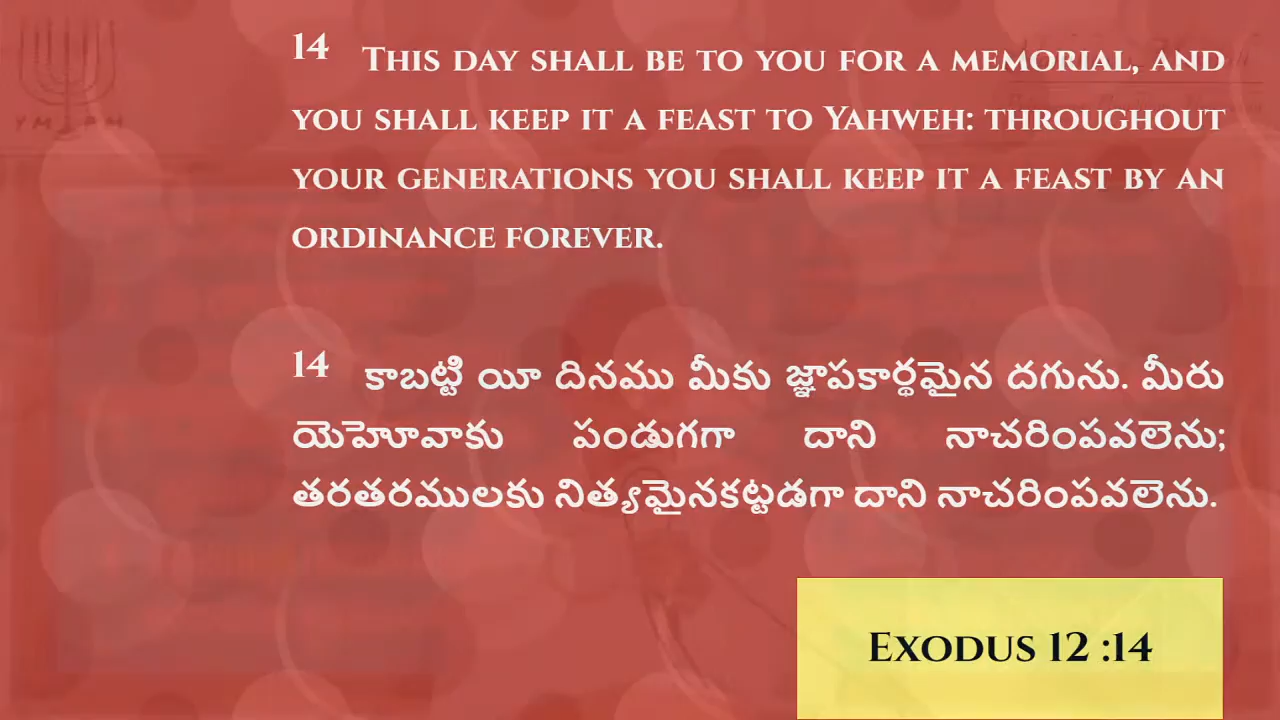 14 This day shall be to you for a memorial, and
you shall keep it a feast to Yahweh: throughout
your generations you shall keep it a feast by an
ordinance forever.
14 కాబట్టి యీ దినము మీకు జ్ఞాపకార్థమైన దగును. మీరు
యెహోవాకు పండుగగా దాని నాచరింపవలెను;
తరతరములకు నిత్యమైనకట్టడగా దాని నాచరింపవలెను.
Exodus 12 :14